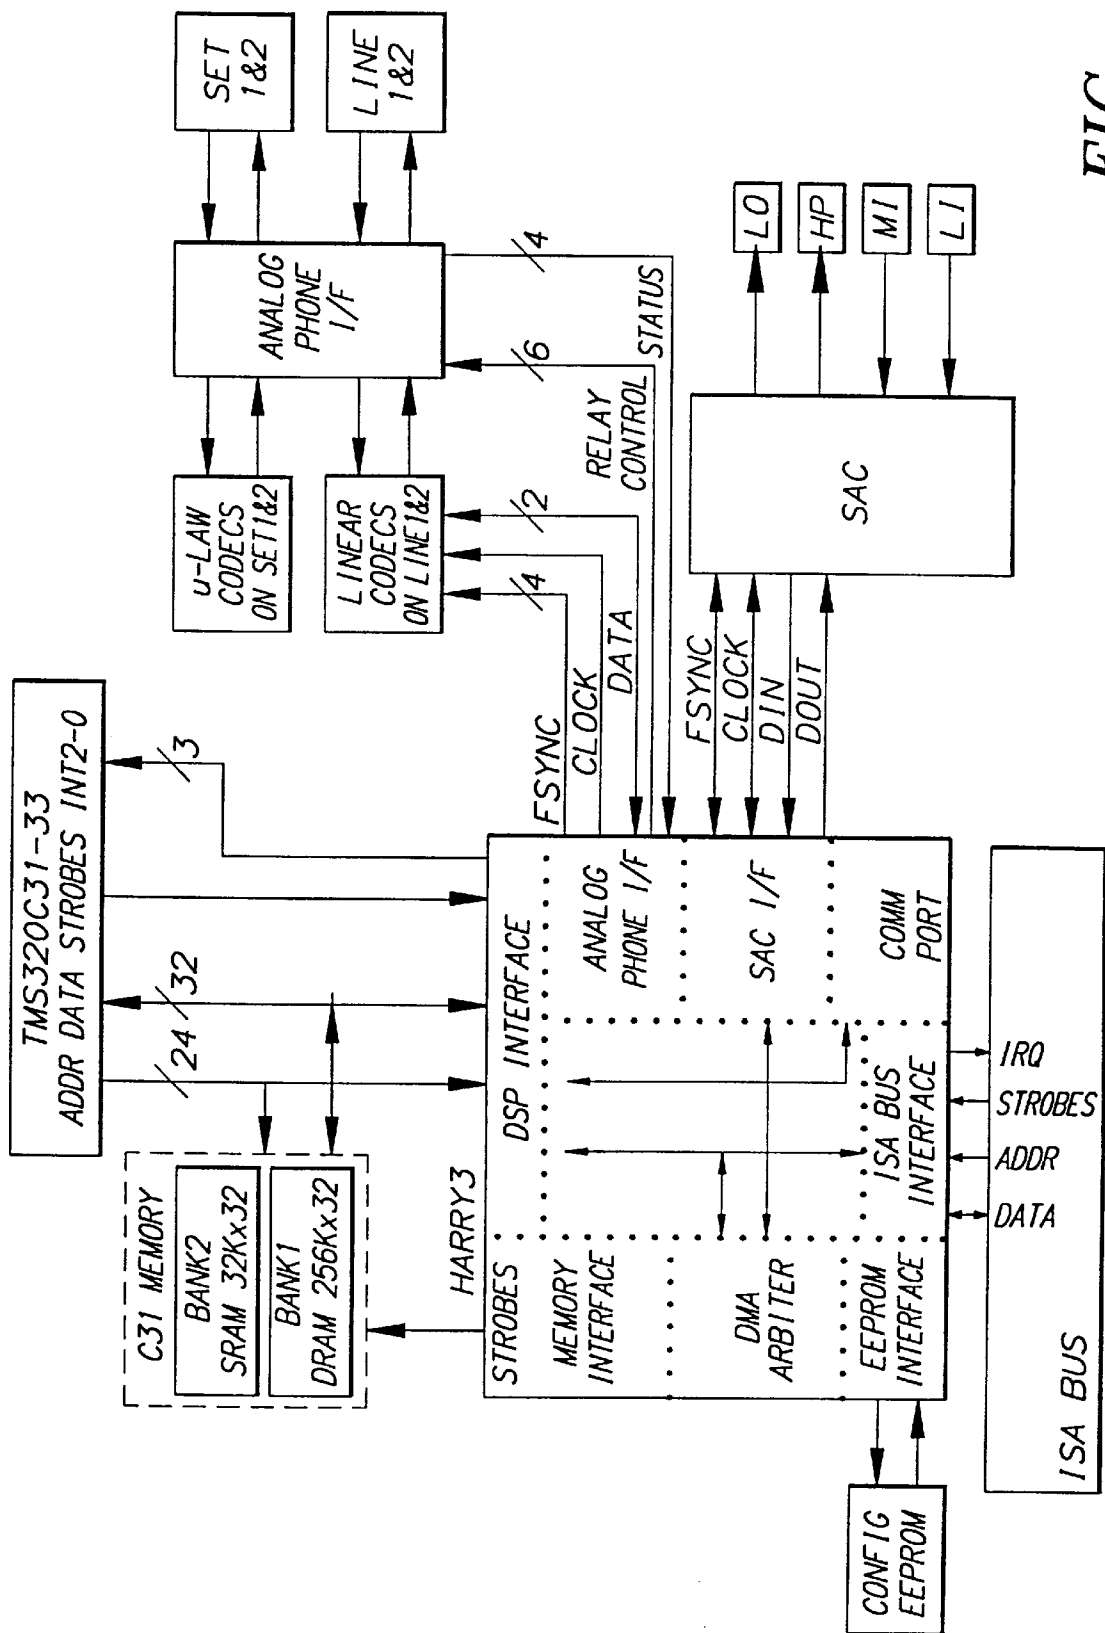 TMS320C31-33
ADDR DATA STROBES INT2-0
24
32
3
C31 MEMORY
BANK2
SRAM 32Kx32
BANK1
DRAM 256Kx32
HARRY3
STROBES
DSP INTERFACE
MEMORY
INTERFACE
DMA
ARBITER
EEPROM
INTERFACE
ISA BUS
INTERFACE
ANALOG
PHONE I/F
SAC I/F
COMM
PORT
CONFIG
EEPROM
DATA
ADDR
STROBES
IRQ
ISA BUS
FSYNC
CLOCK
DATA
4
2
RELAY
CONTROL
STATUS
6
4
u-LAW
CODECS
ON SET1&2
LINEAR
CODECS
ON LINE1&2
ANALOG
PHONE
I/F
SET
1&2
LINE
1&2
FSYNC
CLOCK
DIN
DOUT
SAC
LO
HP
MI
LI
FIG